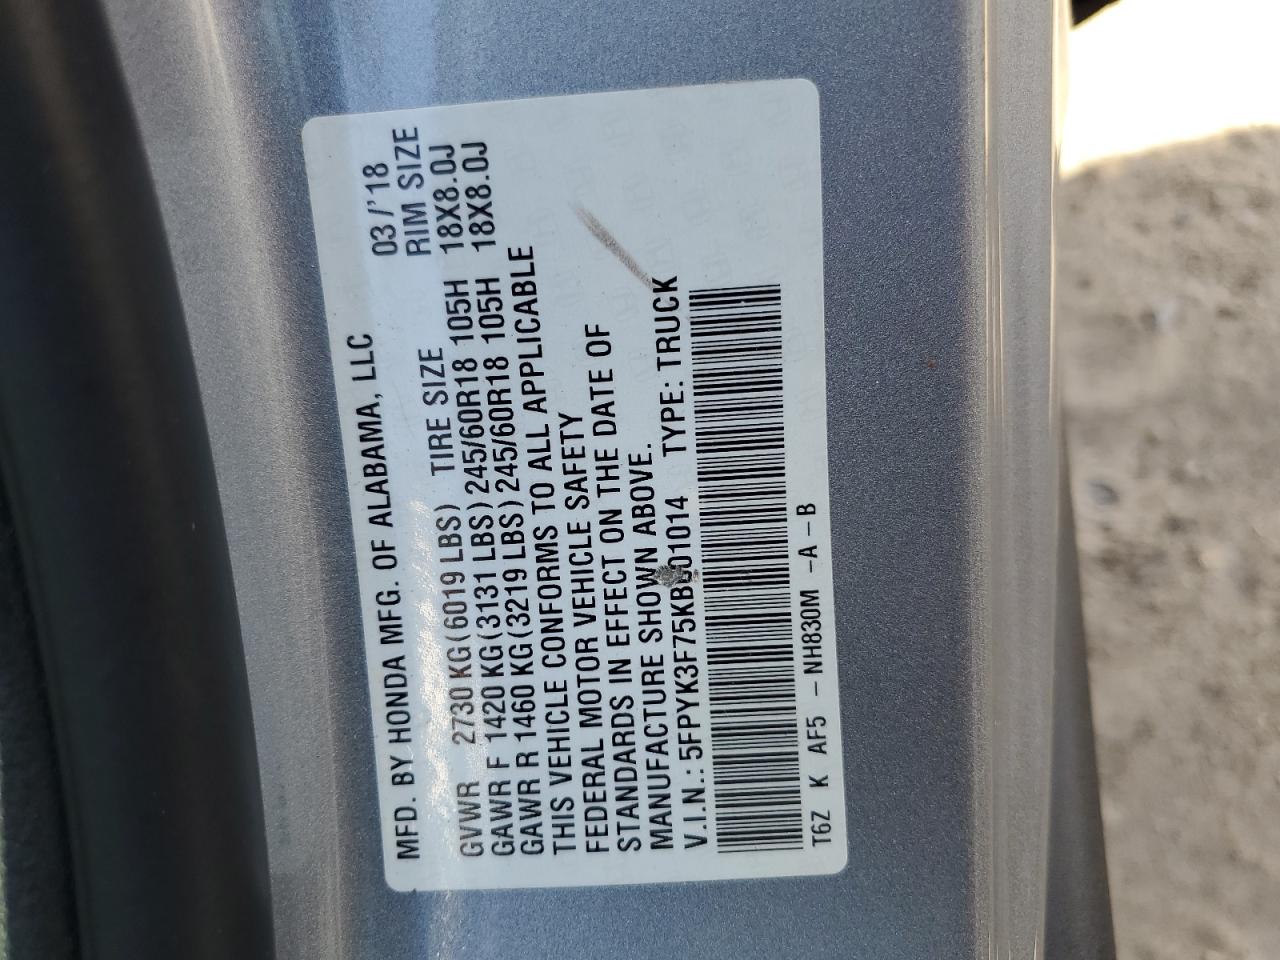 MFD. BY HONDA MFG. OF ALABAMA, LLC 03/'18
GVWR 2730 KG(6019 LBS) TIRE SIZE RIM SIZE
GAWR F 1420 KG(3131 LBS) 245/60R18 105H 18X8.0J
GAWR R 1460 KG(3219 LBS) 245/60R18 105H 18X8.0J
THIS VEHICLE CONFORMS TO ALL APPLICABLE
FEDERAL MOTOR VEHICLE SAFETY
STANDARDS IN EFFECT ON THE DATE OF
MANUFACTURE SHOWN ABOVE.
V.I.N.: 5FPYK3F75KB001014 TYPE: TRUCK
T6Z K AF5 - NH830M -A-B